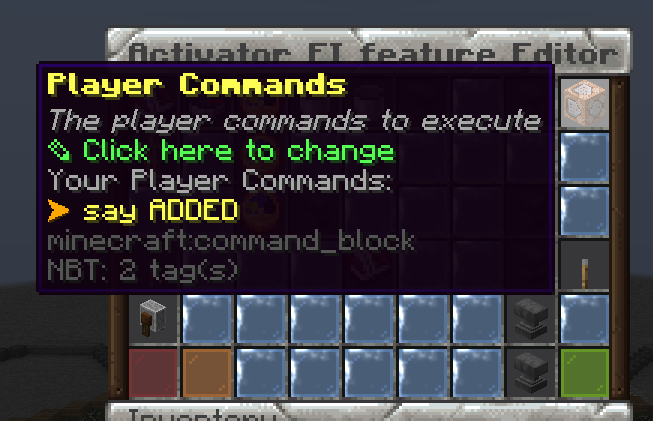 Activator EI feature Editor
Player Commands
The player commands to execute
✎ Click here to change
Your Player Commands:
➤ say ADDED
minecraft:command_block
NBT: 2 tag(s)
Inventory